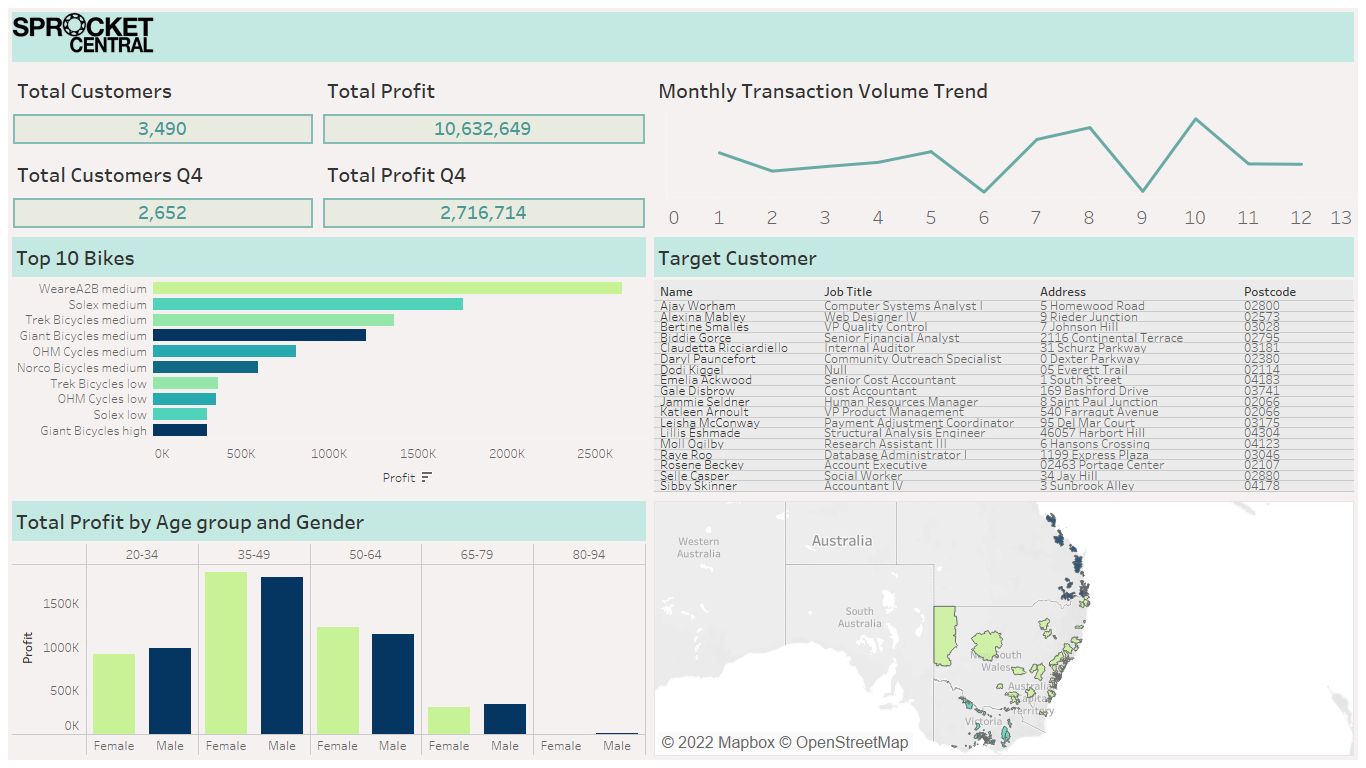 SPROCKET
CENTRAL
Total Customers
3,490
Total Profit
10,632,649
Total Customers Q4
2,652
Total Profit Q4
2,716,714
Monthly Transaction Volume Trend
0 1 2 3 4 5 6 7 8 9 10 11 12 13
Top 10 Bikes
WeareA2B medium
Solex medium
Trek Bicycles medium
Giant Bicycles medium
OHM Cycles medium
Norco Bicycles medium
Trek Bicycles low
OHM Cycles low
Solex low
Giant Bicycles high
0K 500K 1000K 1500K 2000K 2500K
Profit
Target Customer
Name Job Title Address Postcode
Ajay Worham Computer Systems Analyst I 5 Homewood Road 02800
Alexina Mabley Web Designer IV 9 Rieder Junction 02573
Bertine Smalles VP Quality Control 7 Johnson Hill 03028
Biddie Gorce Senior Financial Analyst 2116 Continental Terrace 02795
Claudetta Ricciardiello Internal Auditor 31 Schurz Parkway 03181
Daryl Pauncefort Community Outreach Specialist 0 Dexter Parkway 02380
Dodi Kiggel Null 05 Everett Trail 02114
Emelia Ackwood Senior Cost Accountant 1 South Street 04183
Gale Disbrow Cost Accountant 169 Bashford Drive 03741
Jammie Seldner Human Resources Manager 8 Saint Paul Junction 02066
Katleen Arnoult VP Product Management 540 Farragut Avenue 02066
Leisha McConway Payment Adjustment Coordinator 95 Del Mar Court 03175
Lillis Eshmade Structural Analysis Engineer 46057 Harbort Hill 04304
Moll Ogilby Research Assistant III 6 Hansons Crossing 04123
Raye Roo Database Administrator I 1199 Express Plaza 03046
Rosene Beckey Account Executive 02463 Portage Center 02107
Selle Casper Social Worker 34 Jay Hill 02880
Sibby Skinner Accountant IV 3 Sunbrook Alley 04178
Total Profit by Age group and Gender
20-34 35-49 50-64 65-79 80-94
Profit
1500K
1000K
500K
0K
Female Male Female Male Female Male Female Male Female Male
Western
Australia
Australia
South
Australia
New South
Wales
Australian
Capital
Territory
Victoria
© 2022 Mapbox © OpenStreetMap